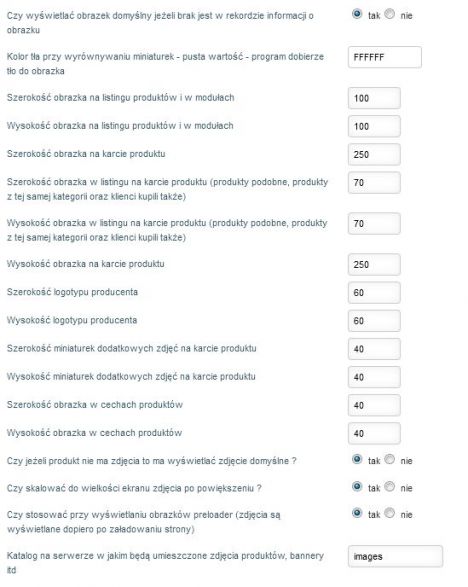 Czy wyświetlać obrazek domyślny jeżeli brak jest w rekordzie informacji o tak nie
obrazku
Kolor tła przy wyrównywaniu miniaturek - pusta wartość - program dobierze FFFFFF
tło do obrazka
Szerokość obrazka na listingu produktów i w modułach 100
Wysokość obrazka na listingu produktów i w modułach 100
Szerokość obrazka na karcie produktu 250
Szerokość obrazka w listingu na karcie produktu (produkty podobne, produkty 70
z tej samej kategorii oraz klienci kupili także)
Wysokość obrazka w listingu na karcie produktu (produkty podobne, produkty 70
z tej samej kategorii oraz klienci kupili także)
Wysokość obrazka na karcie produktu 250
Szerokość logotypu producenta 60
Wysokość logotypu producenta 60
Szerokość miniaturek dodatkowych zdjęć na karcie produktu 40
Wysokość miniaturek dodatkowych zdjęć na karcie produktu 40
Szerokość obrazka w cechach produktów 40
Wysokość obrazka w cechach produktów 40
Czy jeżeli produkt nie ma zdjęcia to ma wyświetlać zdjęcie domyślne ? tak nie
Czy skalować do wielkości ekranu zdjęcia po powiększeniu ? tak nie
Czy stosować przy wyświetlaniu obrazków preloader (zdjęcia są tak nie
wyświetlane dopiero po załadowaniu strony)
Katalog na serwerze w jakim będą umieszczone zdjęcia produktów, bannery images
itd